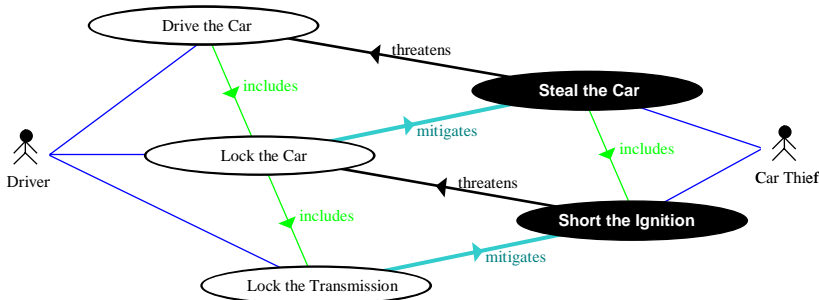 Drive the Car
threatens
includes
Steal the Car
mitigates
Lock the Car
includes
Driver
Car Thief
threatens
includes
Short the Ignition
mitigates
Lock the Transmission